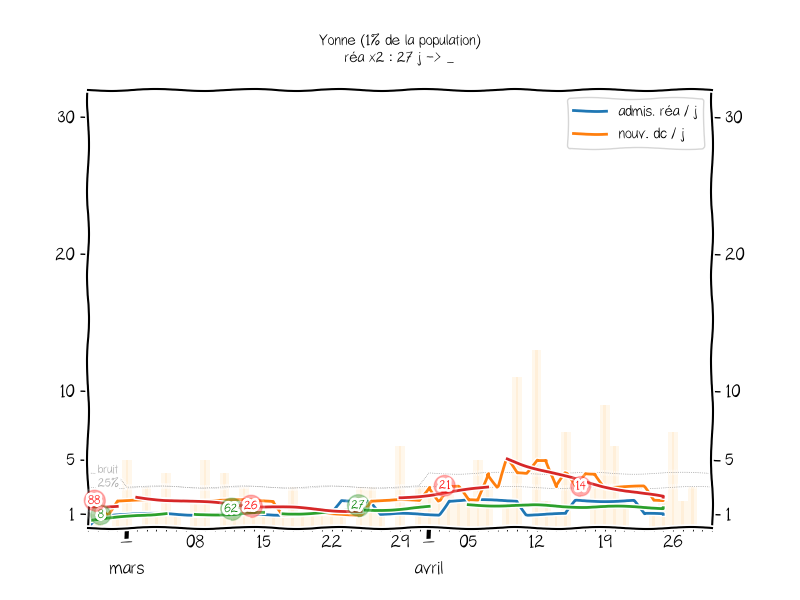 Yonne (1% de la population)
réa x2 : 27 j -> _
30 30
admis. réa / j
nouv. dc / j
20 20
10 10
bruit
5 5
25%
88 8 62 26 27 21 14
1 1
1 08 15 22 29 1 05 12 19 26
mars avril